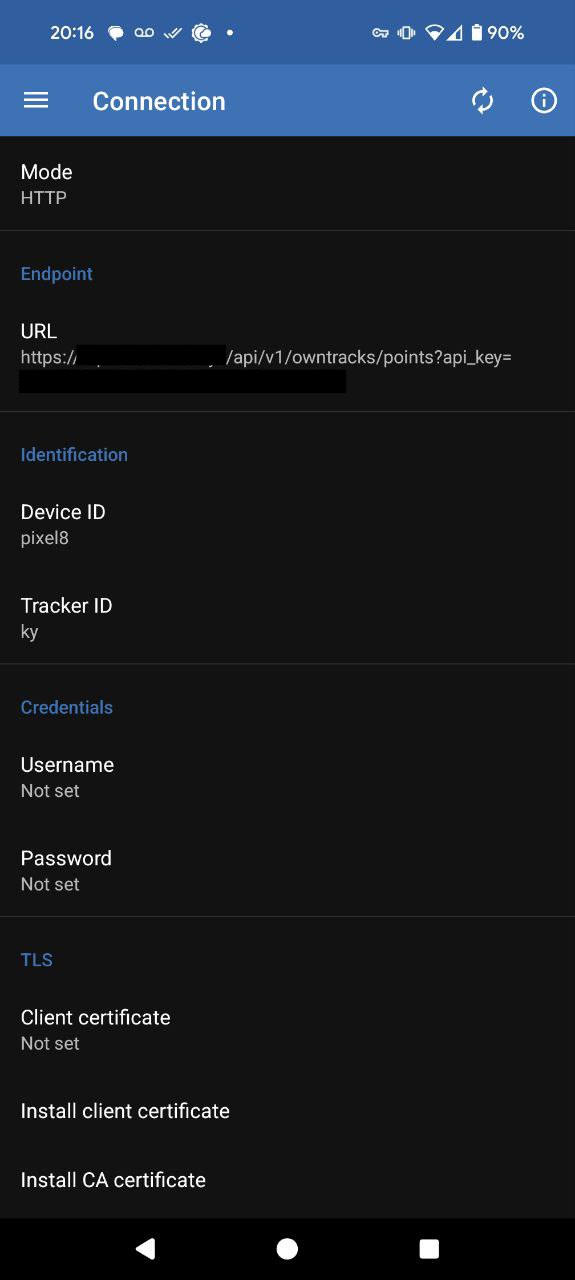 20:16 90%
Connection
Mode
HTTP
Endpoint
URL
https:// /api/v1/owntracks/points?api_key=
Identification
Device ID
pixel8
Tracker ID
ky
Credentials
Username
Not set
Password
Not set
TLS
Client certificate
Not set
Install client certificate
Install CA certificate